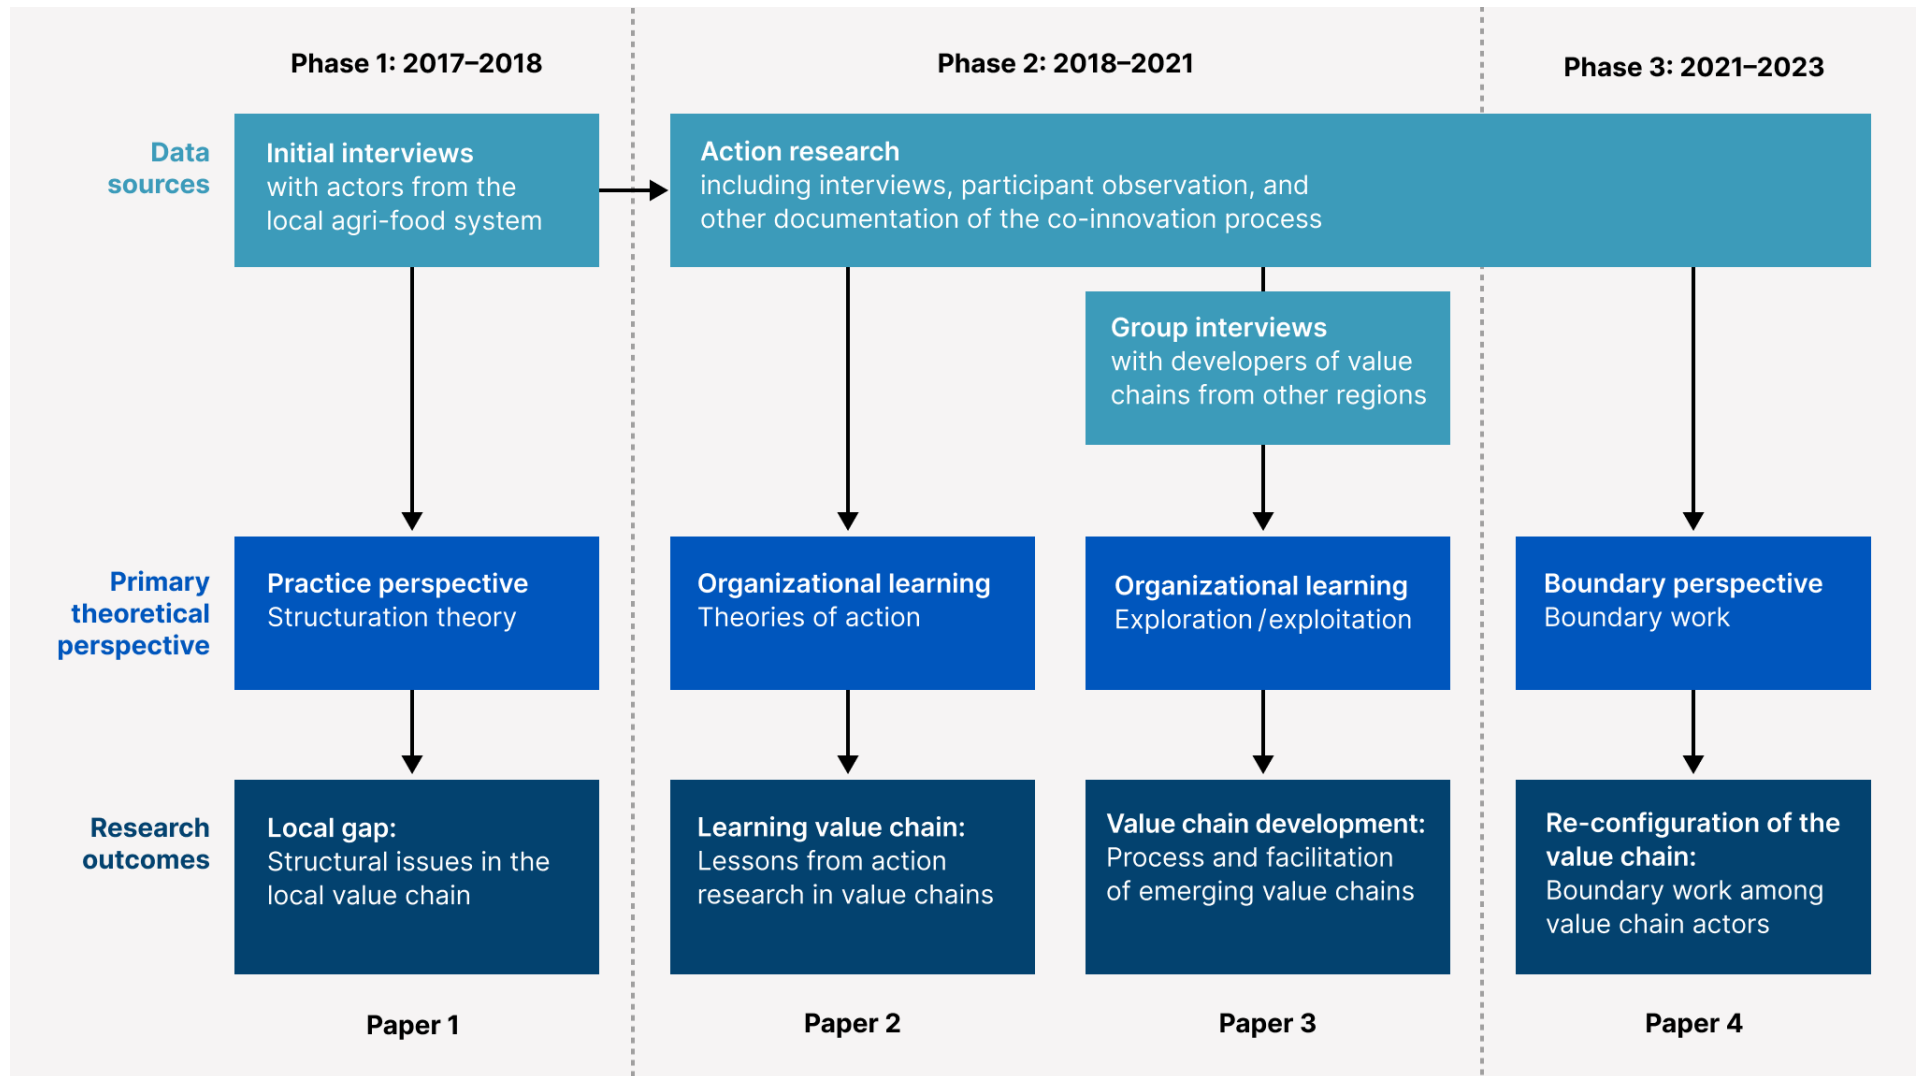 Phase 1: 2017–2018
Phase 2: 2018–2021
Phase 3: 2021–2023
Data
sources
Initial interviews
with actors from the
local agri-food system
Action research
including interviews, participant observation, and
other documentation of the co-innovation process
Group interviews
with developers of value
chains from other regions
Primary
theoretical
perspective
Practice perspective
Structuration theory
Organizational learning
Theories of action
Organizational learning
Exploration/exploitation
Boundary perspective
Boundary work
Research
outcomes
Local gap:
Structural issues in the
local value chain
Learning value chain:
Lessons from action
research in value chains
Value chain development:
Process and facilitation
of emerging value chains
Re-configuration of the
value chain:
Boundary work among
value chain actors
Paper 1
Paper 2
Paper 3
Paper 4